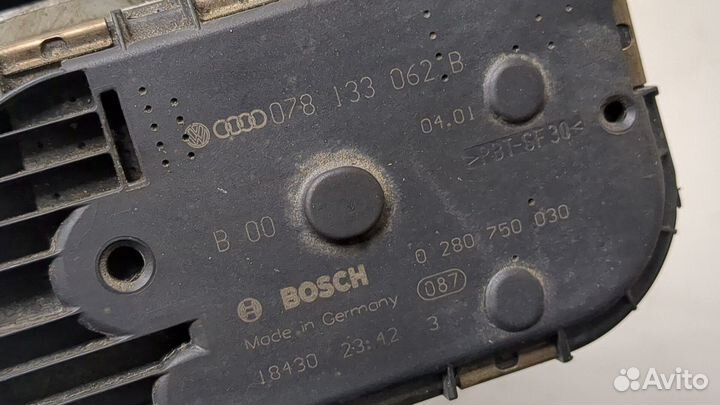 078 133 062 B
04.01
>PBT-GF30<
B 00
0 280 750 030
BOSCH
087
Made in Germany
18430 23:42 3
Avito